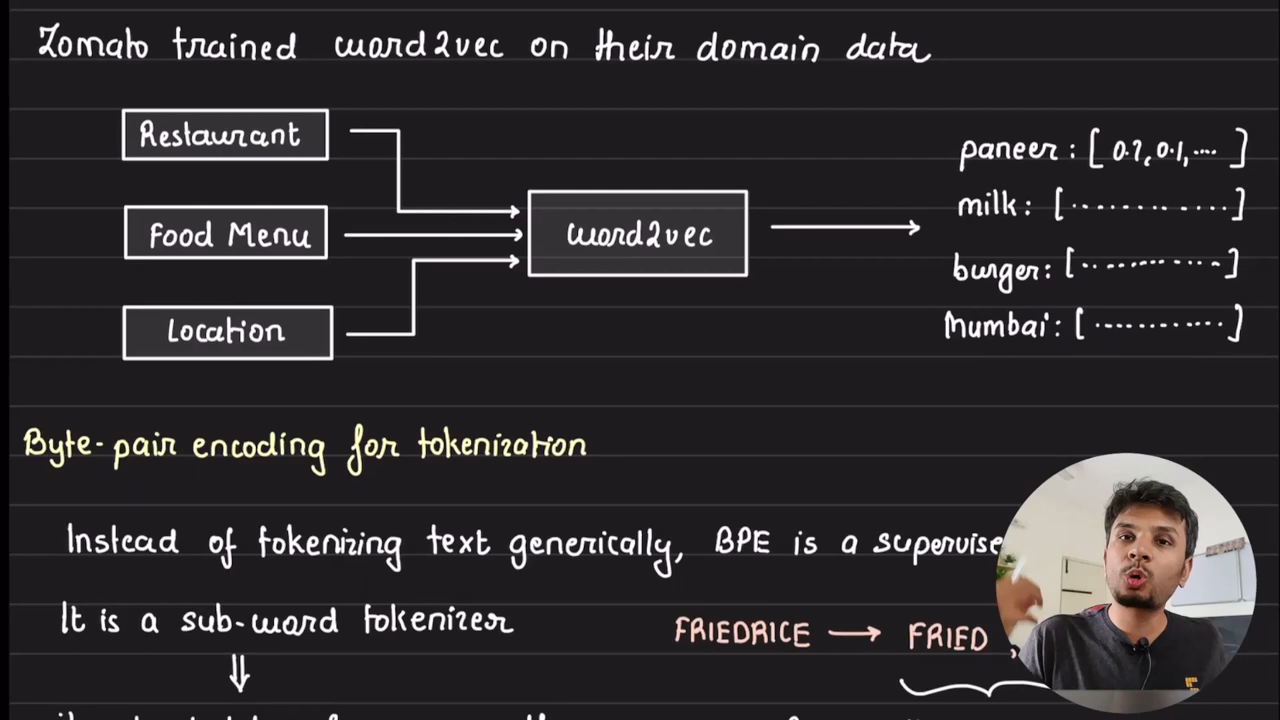 Zomato trained word2vec on their domain data
Restaurant
Food Menu
Location
word2vec
paneer : [ 0.2, 0.1, .... ]
milk : [ ............ ]
burger : [ ............ ]
Mumbai : [ ............ ]
Byte-pair encoding for tokenization
Instead of tokenizing text generically, BPE is a supervise
It is a sub-word tokenizer
FRIEDRICE → FRIED ,
⇓